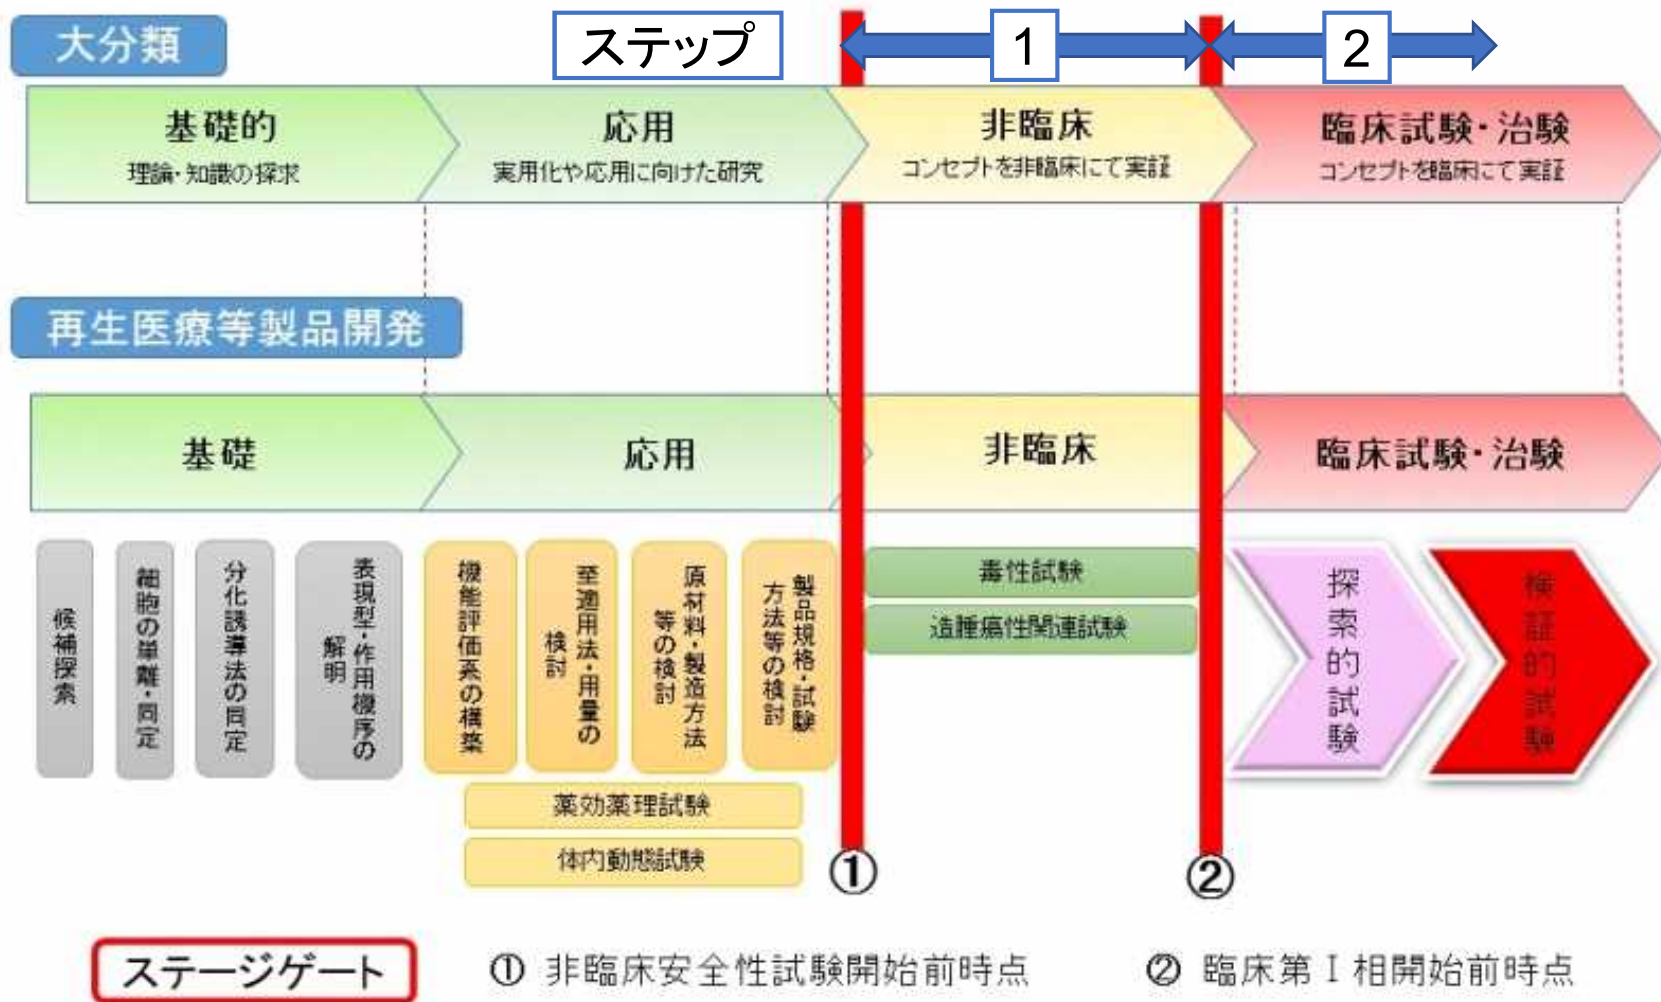 大分類
ステップ
1
2
基礎的
理論・知識の探求
応用
実用化や応用に向けた研究
非臨床
コンセプトを非臨床にて実証
臨床試験・治験
コンセプトを臨床にて実証
再生医療等製品開発
基礎
応用
非臨床
臨床試験・治験
候補探索
細胞の単離・同定
分化誘導法の同定
表現型・作用機序の
解明
機能評価系の構築
至適用法・用量の
検討
原材料・製造方法
等の検討
製品規格・試験
方法等の検討
毒性試験
造腫瘍性関連試験
探索的試験
検証的試験
薬効薬理試験
体内動態試験
①
②
ステージゲート
① 非臨床安全性試験開始前時点
② 臨床第Ⅰ相開始前時点